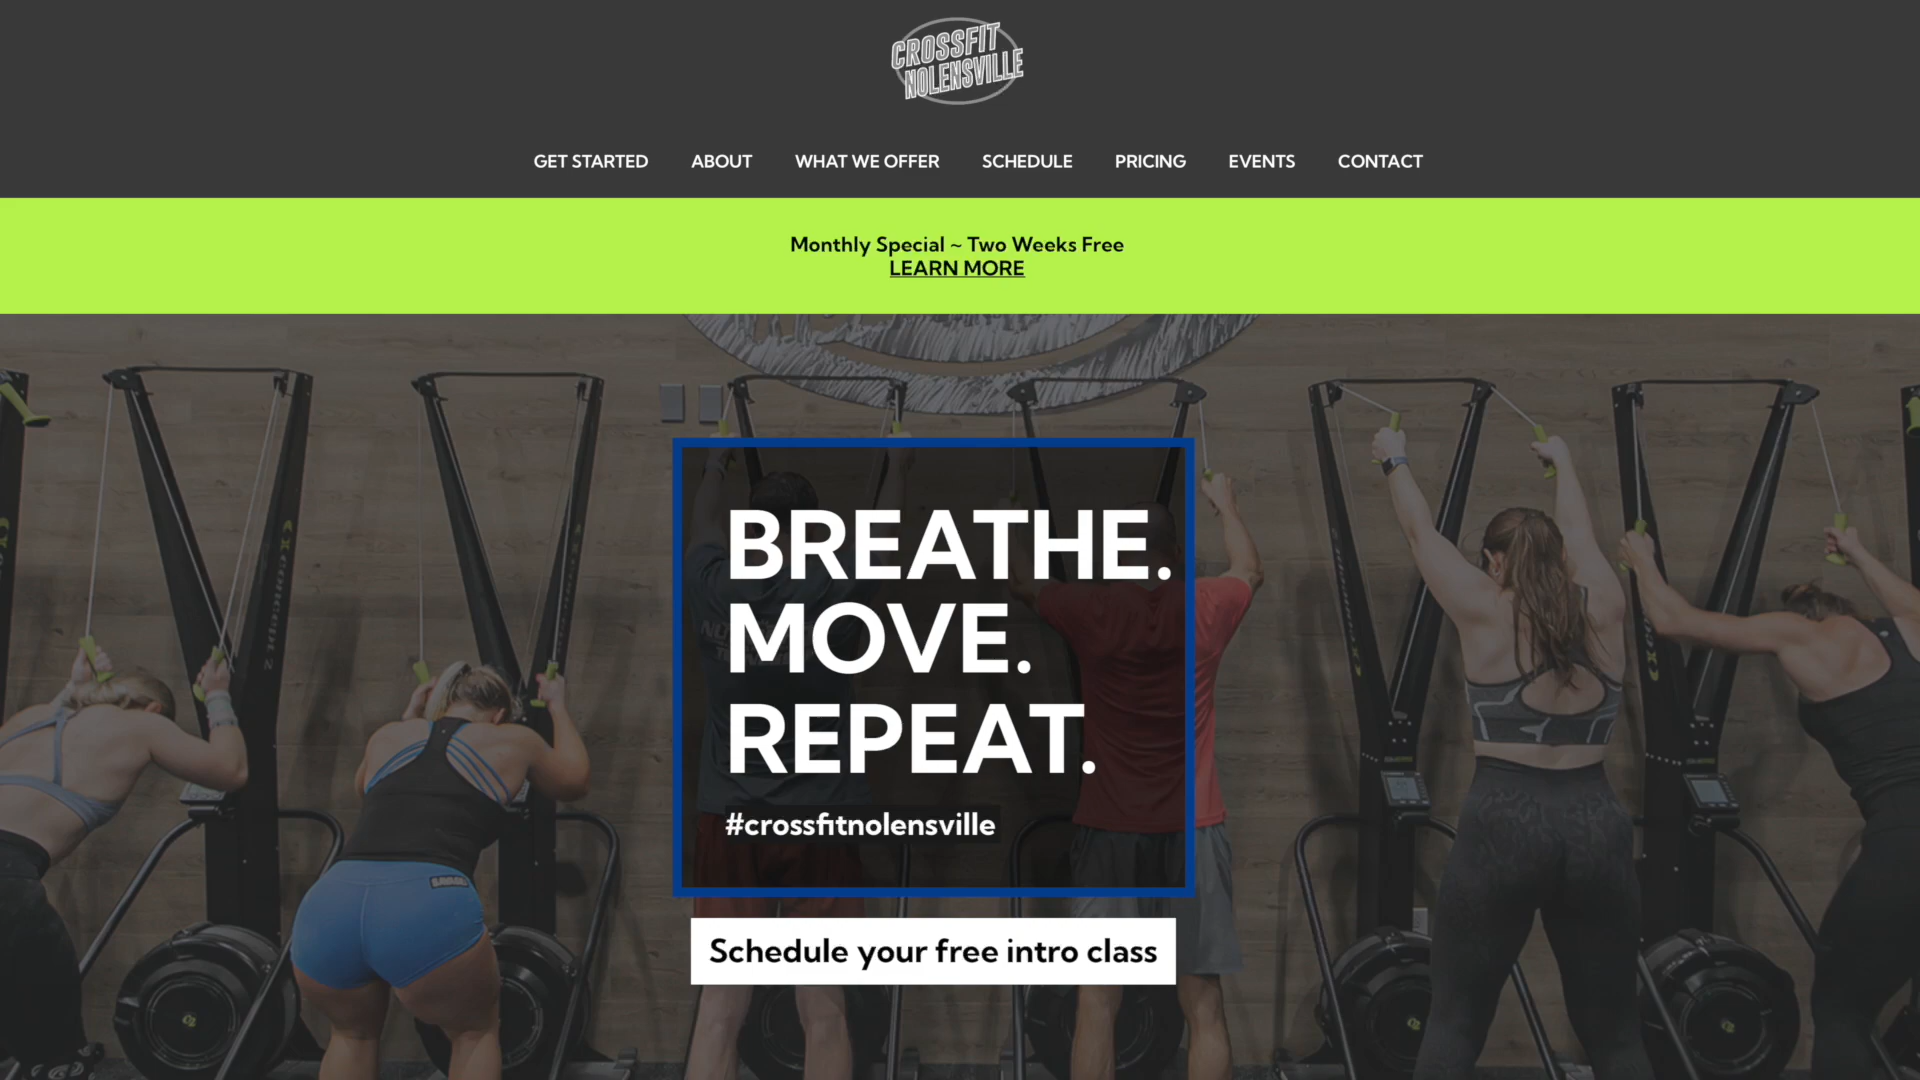 CROSSFIT
NOLENSVILLE
GET STARTED ABOUT WHAT WE OFFER SCHEDULE PRICING EVENTS CONTACT
Monthly Special ~ Two Weeks Free
LEARN MORE
BREATHE.
MOVE.
REPEAT.
#crossfitnolensville
Schedule your free intro class